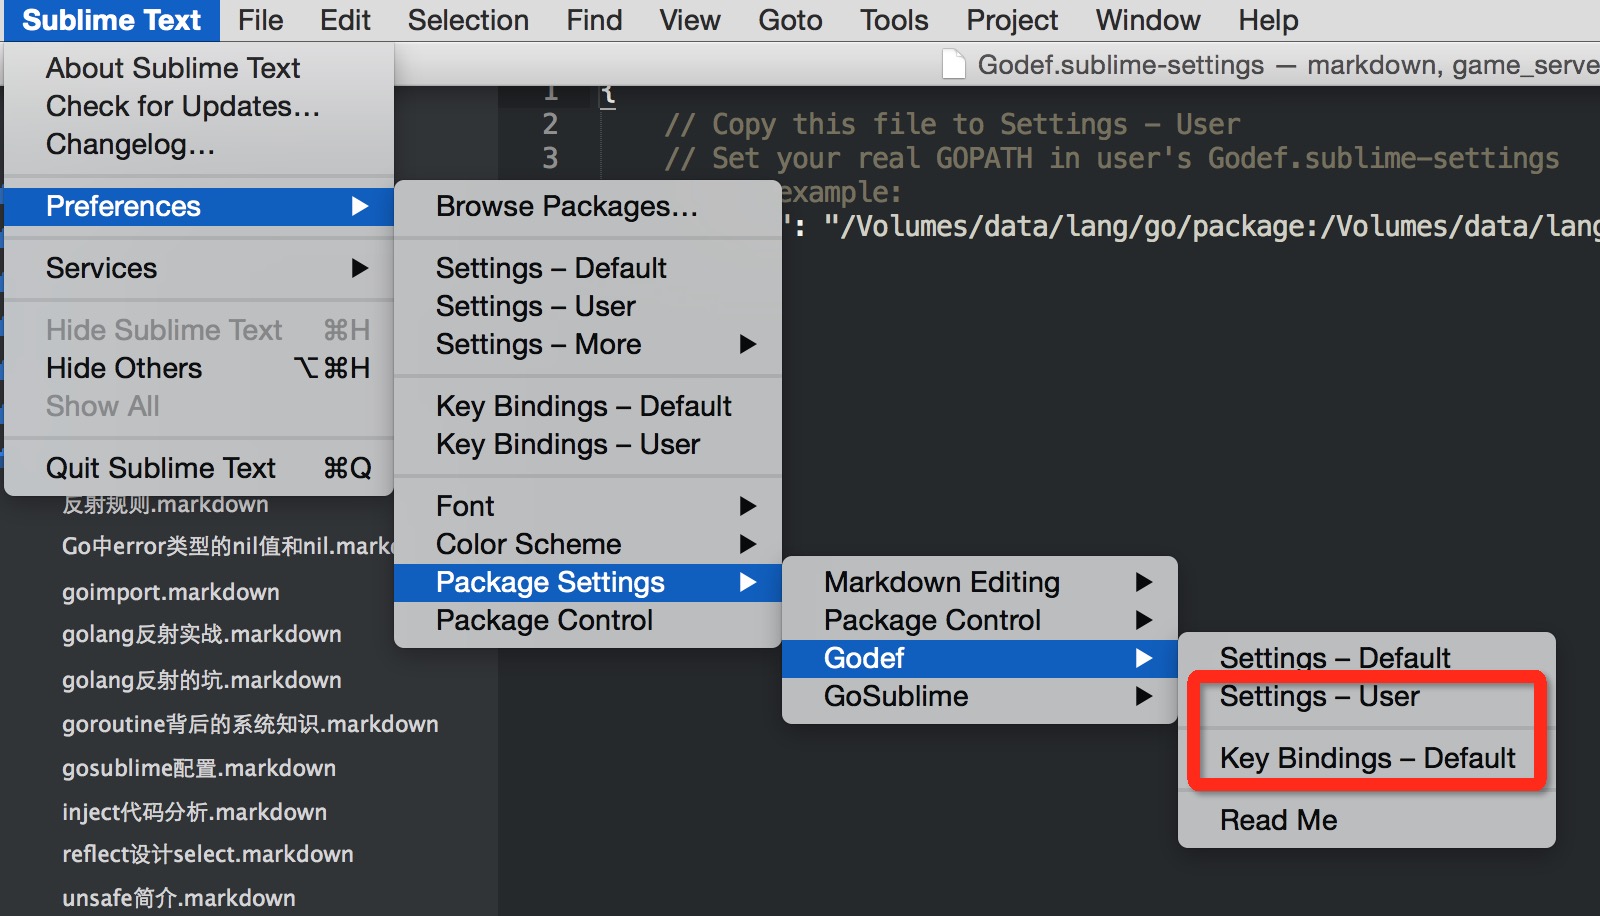 Sublime Text File Edit Selection Find View Goto Tools Project Window Help
Godef.sublime-settings — markdown, game_serve
About Sublime Text
Check for Updates...
Changelog...
Preferences ▶
Services ▶
Hide Sublime Text ⌘H
Hide Others ⌥⌘H
Show All
Quit Sublime Text ⌘Q
反射规则.markdown
Go中error类型的nil值和nil.mark
goimport.markdown
golang反射实战.markdown
golang反射的坑.markdown
goroutine背后的系统知识.markdown
gosublime配置.markdown
inject代码分析.markdown
reflect设计select.markdown
unsafe简介.markdown
1 {
2 // Copy this file to Settings – User
3 // Set your real GOPATH in user's Godef.sublime-settings
example:
": "/Volumes/data/lang/go/package:/Volumes/data/lang
Browse Packages...
Settings – Default
Settings – User
Settings – More ▶
Key Bindings – Default
Key Bindings – User
Font ▶
Color Scheme ▶
Package Settings ▶
Package Control
Markdown Editing ▶
Package Control ▶
Godef ▶
GoSublime ▶
Settings – Default
Settings – User
Key Bindings – Default
Read Me